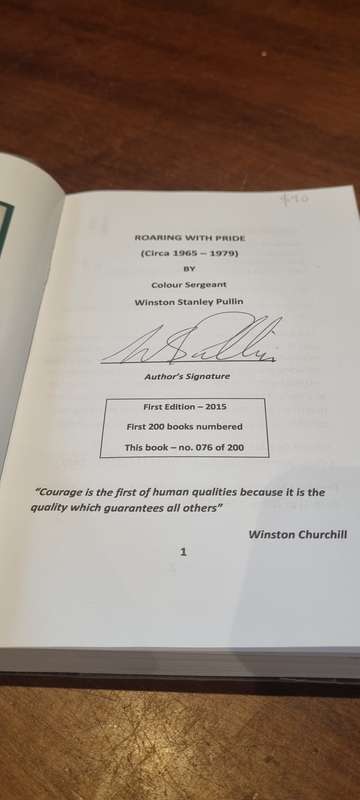 $40
ROARING WITH PRIDE
(Circa 1965 – 1979)
BY
Colour Sergeant
Winston Stanley Pullin
W S Pullin
Author's Signature
First Edition – 2015
First 200 books numbered
This book – no. 076 of 200
“Courage is the first of human qualities because it is the
quality which guarantees all others”
Winston Churchill
1